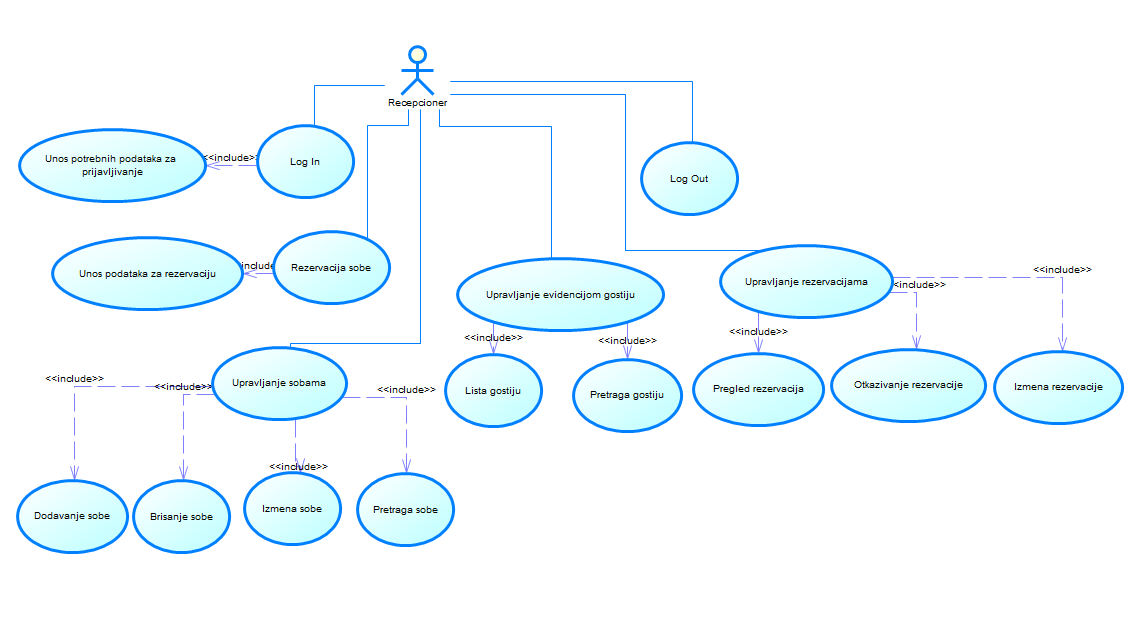 Recepcioner
Unos potrebnih podataka za
prijavljivanje
<<include>>
Log In
Log Out
Unos podataka za rezervaciju
<<include
Rezervacija sobe
Upravljanje evidencijom gostiju
Upravljanje rezervacijama
<<include>>
<<include>>
<<include>>
<<include>>
<<include>>
Upravljanje sobama
<<include>>
<<include>>
<<include>>
<<include>>
Lista gostiju
Pretraga gostiju
Pregled rezervacija
Otkazivanje rezervacije
Izmena rezervacije
Dodavanje sobe
Brisanje sobe
Izmena sobe
Pretraga sobe